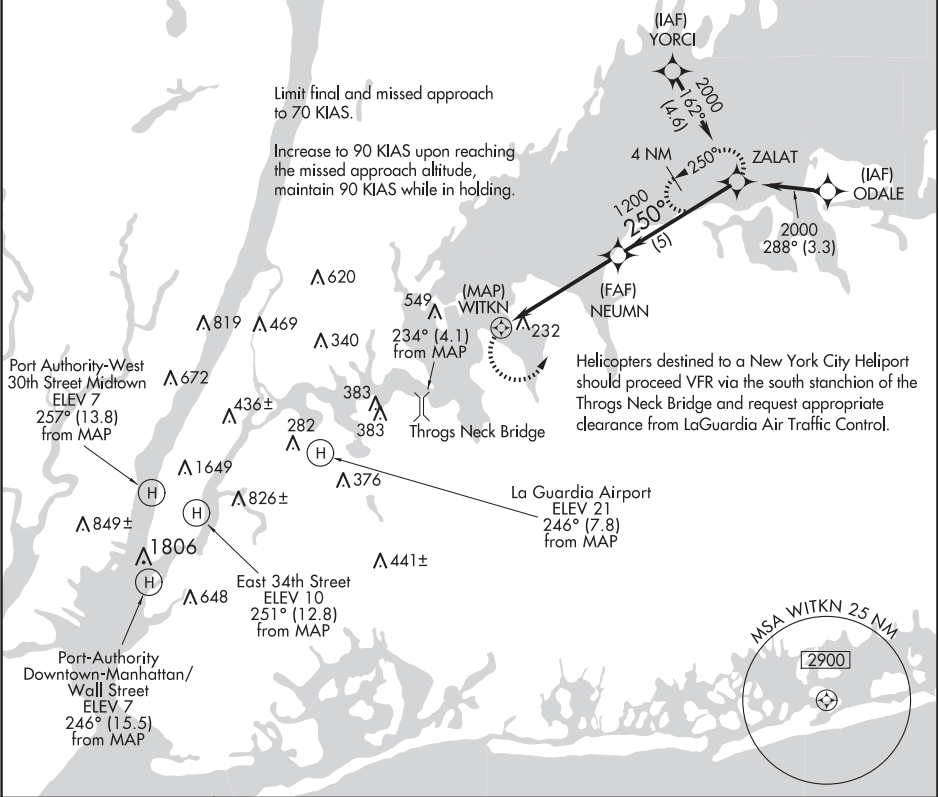 (IAF)
YORCI
2000
162°
(4.6)
Limit final and missed approach
to 70 KIAS.
Increase to 90 KIAS upon reaching
the missed approach altitude,
maintain 90 KIAS while in holding.
4 NM
250°
ZALAT
(IAF)
ODALE
2000
288° (3.3)
1200
250°
(5)
(FAF)
NEUMN
(MAP)
WITKN
232
620
549
819
469
340
234° (4.1)
from MAP
Port Authority-West
30th Street Midtown
ELEV 7
257° (13.8)
from MAP
672
436±
383
383
282
Throgs Neck Bridge
Helicopters destined to a New York City Heliport
should proceed VFR via the south stanchion of the
Throgs Neck Bridge and request appropriate
clearance from LaGuardia Air Traffic Control.
H
1649
376
826±
H
H
849±
La Guardia Airport
ELEV 21
246° (7.8)
from MAP
1806
H
441±
648
East 34th Street
ELEV 10
251° (12.8)
from MAP
Port-Authority
Downtown-Manhattan/
Wall Street
ELEV 7
246° (15.5)
from MAP
MSA WITKN 25 NM
2900